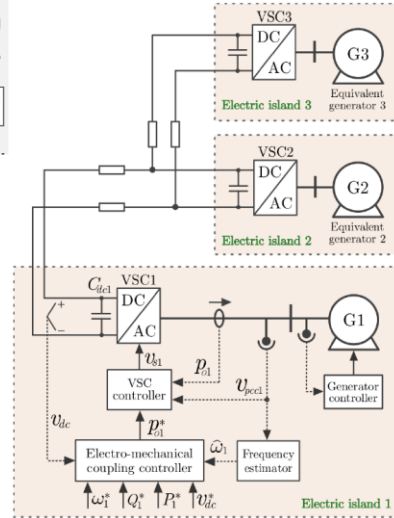 VSC3
DC
AC
G3
Equivalent
generator 3
Electric island 3
VSC2
DC
AC
G2
Equivalent
generator 2
Electric island 2
C_dc1
VSC1
DC
AC
G1
+
−
v_s1
p_o1
v_pcc1
VSC
controller
Generator
controller
v_dc
p*_o1
Electro-mechanical
coupling controller
ω̂_1
Frequency
estimator
ω*_1 Q*_1 P*_1 v*_dc
Electric island 1